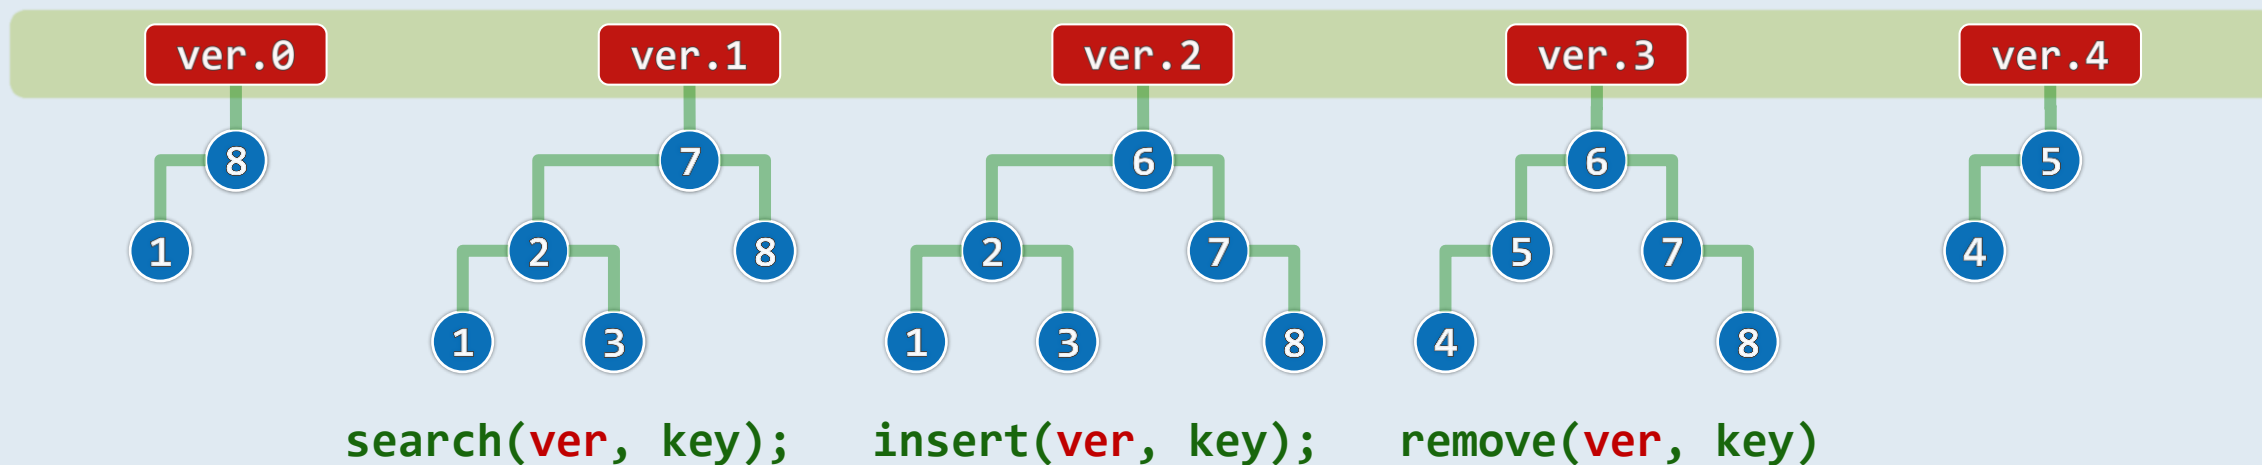 ver.0 ver.1 ver.2 ver.3 ver.4
8 7 6 6 5
1 2 8 2 7 5 7 4
1 3 1 3 8 4 8
search(ver, key); insert(ver, key); remove(ver, key)